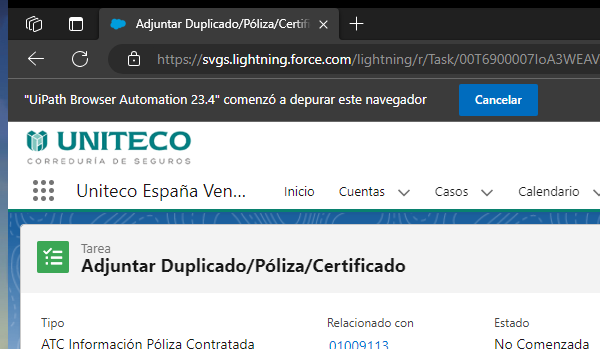 Adjuntar Duplicado/Póliza/Certific
https://svgs.lightning.force.com/lightning/r/Task/00T6900007IoA3WEAV
"UiPath Browser Automation 23.4" comenzó a depurar este navegador
Cancelar
UNITECO
CORREDURÍA DE SEGUROS
Uniteco España Ven...
Inicio
Cuentas
Casos
Calendario
Tarea
Adjuntar Duplicado/Póliza/Certificado
Tipo
Relacionado con
Estado
ATC Información Póliza Contratada
01009113
No Comenzada